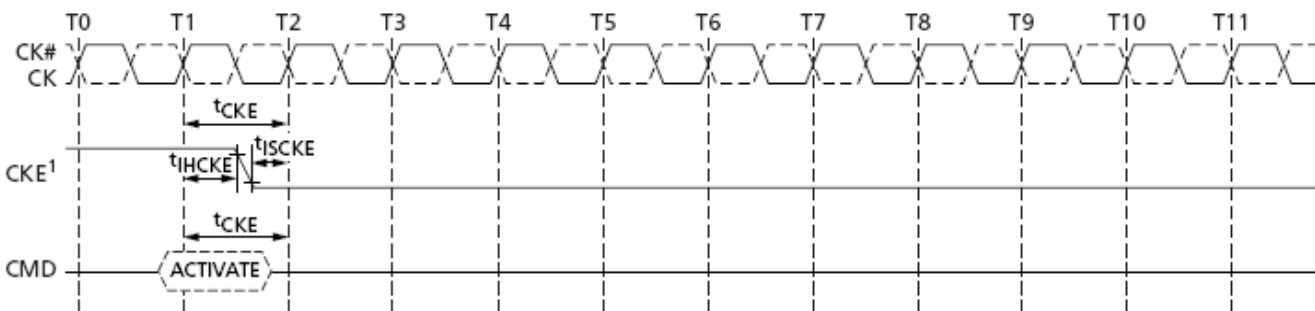 T0 T1 T2 T3 T4 T5 T6 T7 T8 T9 T10 T11
CK#
CK
tCKE
tISCKE
tIHCKE
CKE1
tCKE
CMD
ACTIVATE